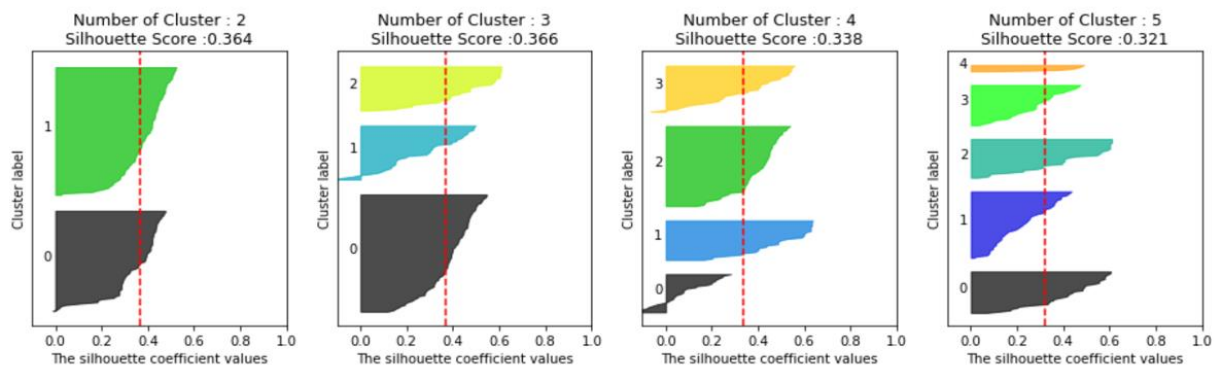 Number of Cluster : 2
Silhouette Score :0.364
Cluster label
1
0
0.0 0.2 0.4 0.6 0.8 1.0
The silhouette coefficient values
Number of Cluster : 3
Silhouette Score :0.366
Cluster label
2
1
0
0.0 0.2 0.4 0.6 0.8 1.0
The silhouette coefficient values
Number of Cluster : 4
Silhouette Score :0.338
Cluster label
3
2
1
0
0.0 0.2 0.4 0.6 0.8 1.0
The silhouette coefficient values
Number of Cluster : 5
Silhouette Score :0.321
Cluster label
4
3
2
1
0
0.0 0.2 0.4 0.6 0.8 1.0
The silhouette coefficient values